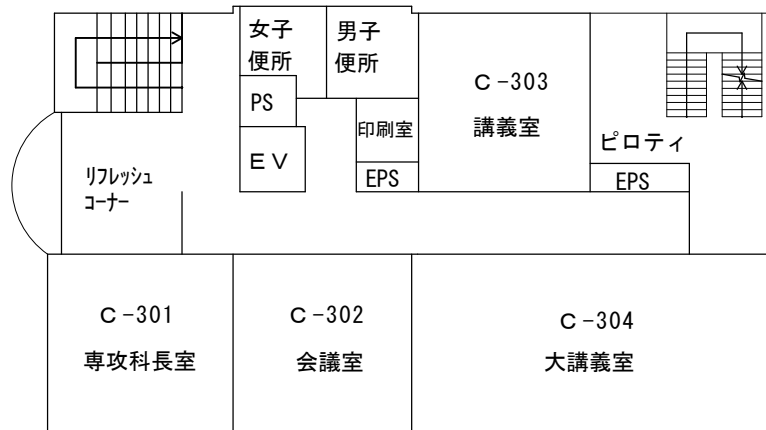 女子
便所
男子
便所
PS
EV
印刷室
EPS
C-303
講義室
ピロティ
EPS
リフレッシュ
コーナー
C-301
専攻科長室
C-302
会議室
C-304
大講義室